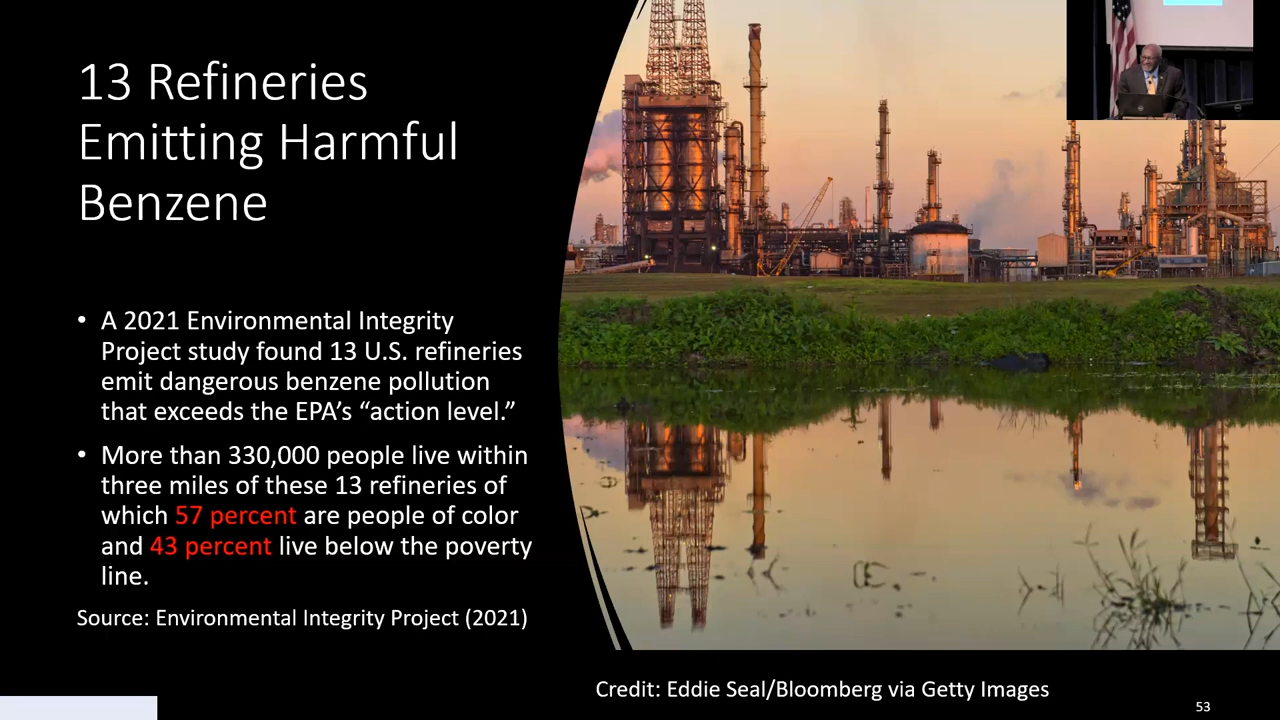 13 Refineries
Emitting Harmful
Benzene
• A 2021 Environmental Integrity
Project study found 13 U.S. refineries
emit dangerous benzene pollution
that exceeds the EPA’s “action level.”
• More than 330,000 people live within
three miles of these 13 refineries of
which 57 percent are people of color
and 43 percent live below the poverty
line.
Source: Environmental Integrity Project (2021)
Credit: Eddie Seal/Bloomberg via Getty Images
53